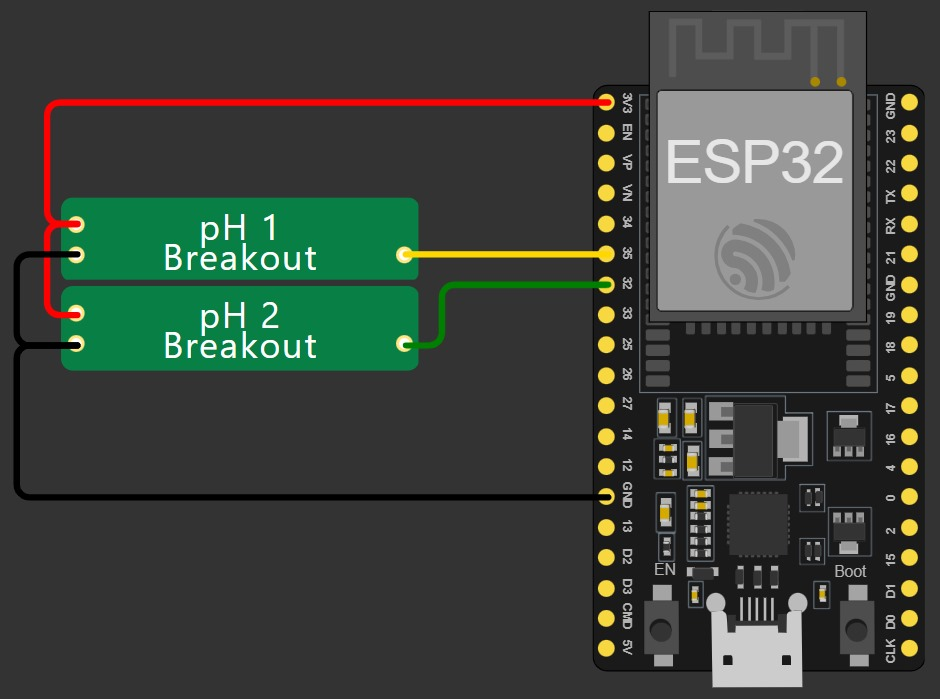 pH 1
Breakout
pH 2
Breakout
ESP32
3V3
EN
VP
VN
34
35
32
33
25
26
27
14
12
GND
13
D2
D3
CMD
5V
GND
23
22
TX
RX
21
GND
19
18
5
17
16
4
0
2
15
D1
D0
CLK
EN
Boot